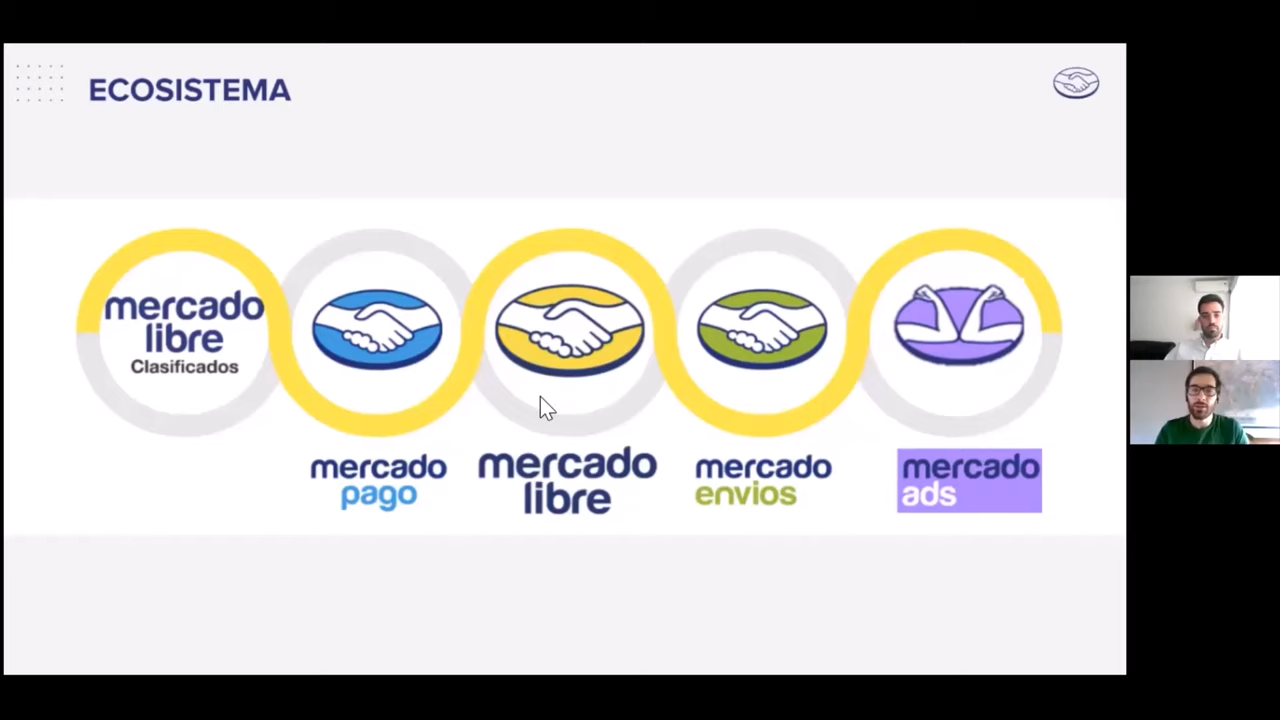 ECOSISTEMA
mercado
libre
Clasificados
mercado
pago
mercado
libre
mercado
envios
mercado
ads